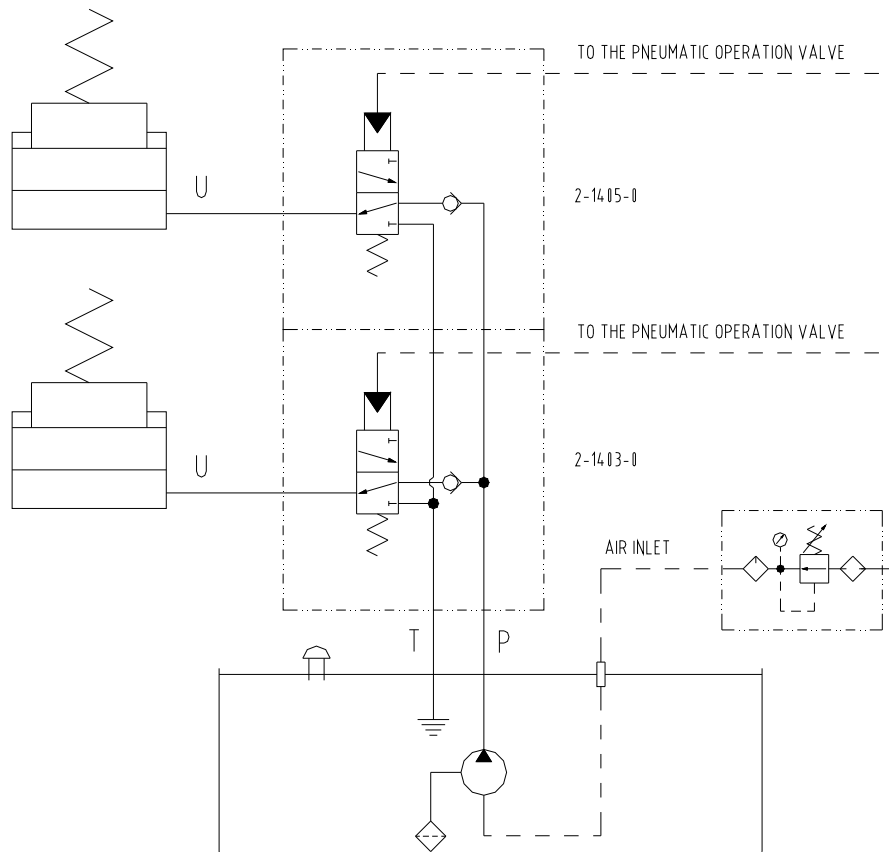 TO THE PNEUMATIC OPERATION VALVE
U
2-1405-0
TO THE PNEUMATIC OPERATION VALVE
U
2-1403-0
AIR INLET
T
P